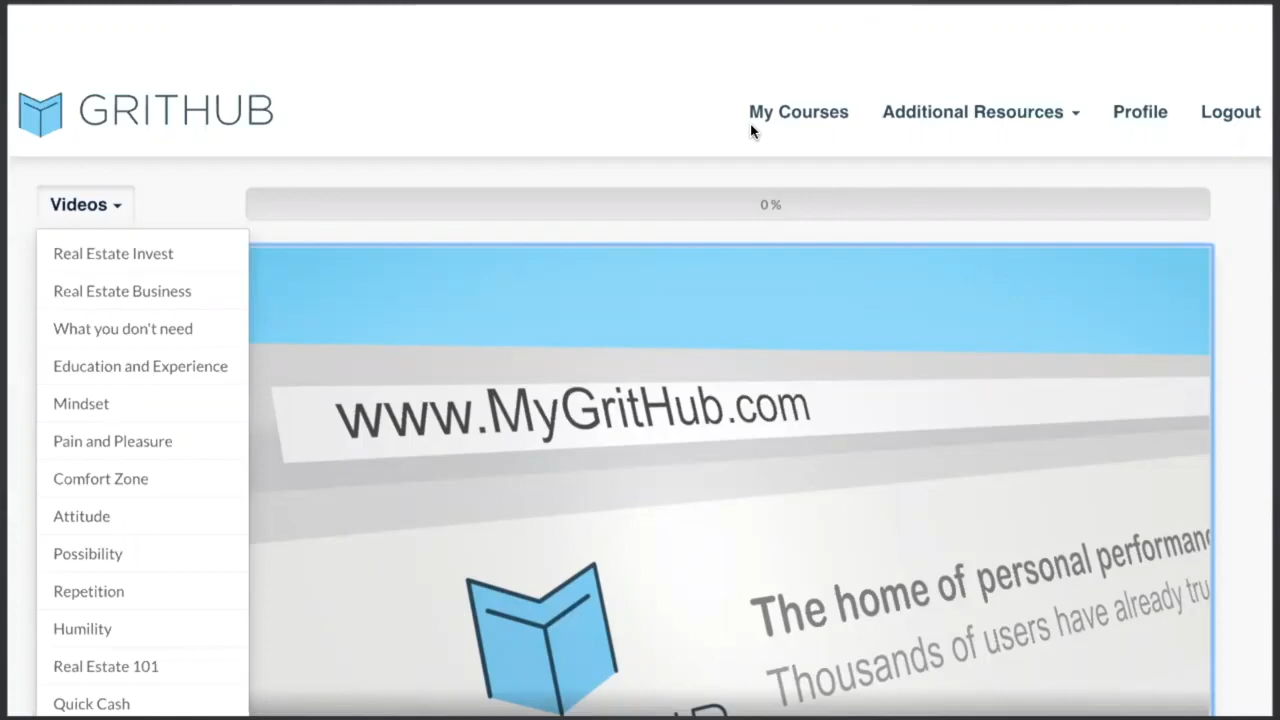 GRITHUB
My Courses
Additional Resources
Profile
Logout
Videos
0 %
Real Estate Invest
Real Estate Business
What you don't need
Education and Experience
Mindset
Pain and Pleasure
Comfort Zone
Attitude
Possibility
Repetition
Humility
Real Estate 101
Quick Cash
www.MyGritHub.com
The home of personal
Thousands of users have already